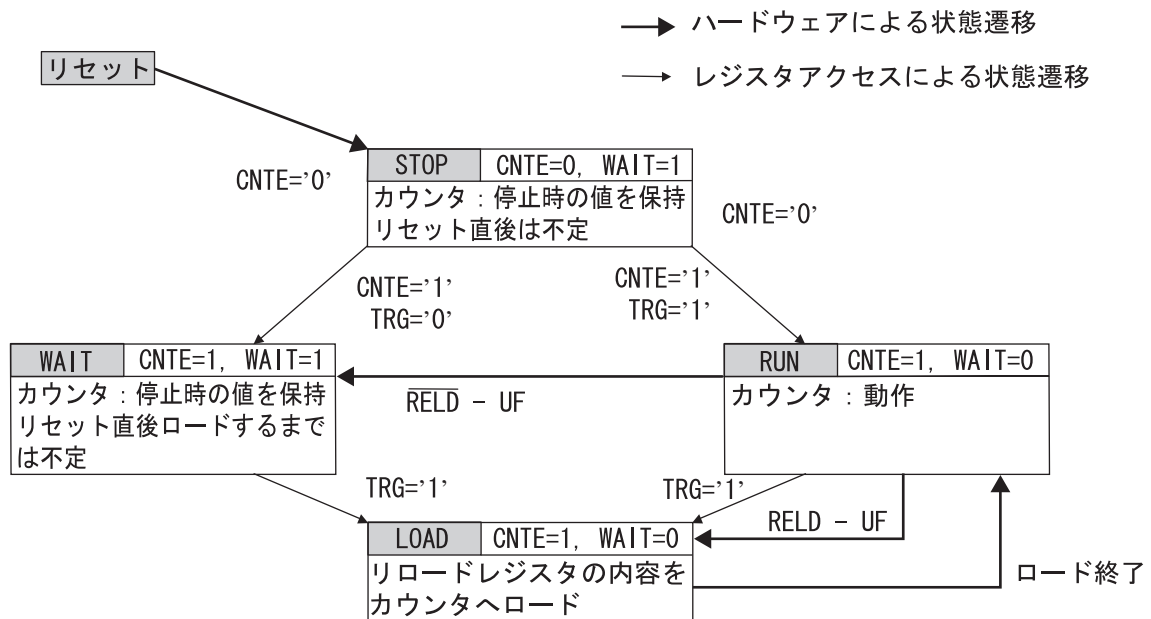 ハードウェアによる状態遷移
リセット
レジスタアクセスによる状態遷移
STOP CNTE=0, WAIT=1
カウンタ：停止時の値を保持
リセット直後は不定
CNTE='0'
CNTE='0'
CNTE='1'
TRG='0'
CNTE='1'
TRG='1'
WAIT CNTE=1, WAIT=1
カウンタ：停止時の値を保持
リセット直後ロードするまで
は不定
RELD - UF
RUN CNTE=1, WAIT=0
カウンタ：動作
TRG='1'
TRG='1'
RELD - UF
LOAD CNTE=1, WAIT=0
リロードレジスタの内容を
カウンタへロード
ロード終了